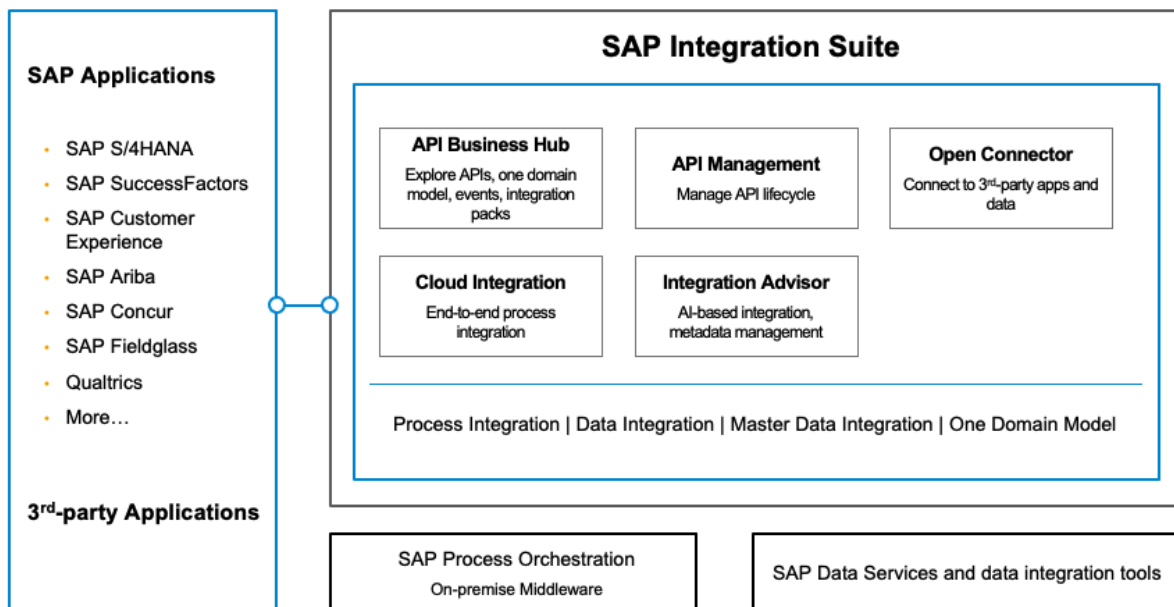 SAP Applications
SAP S/4HANA
SAP SuccessFactors
SAP Customer
Experience
SAP Ariba
SAP Concur
SAP Fieldglass
Qualtrics
More…
3rd-party Applications
SAP Integration Suite
API Business Hub
Explore APIs, one domain
model, events, integration
packs
API Management
Manage API lifecycle
Open Connector
Connect to 3rd-party apps and
data
Cloud Integration
End-to-end process
integration
Integration Advisor
AI-based integration,
metadata management
Process Integration | Data Integration | Master Data Integration | One Domain Model
SAP Process Orchestration
On-premise Middleware
SAP Data Services and data integration tools